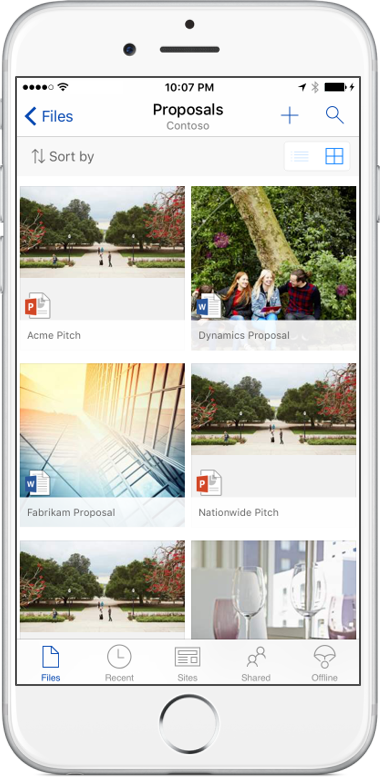 10:07 PM
Files
Proposals
Contoso
Sort by
P
Acme Pitch
W
Dynamics Proposal
W
Fabrikam Proposal
P
Nationwide Pitch
Files
Recent
Sites
Shared
Offline